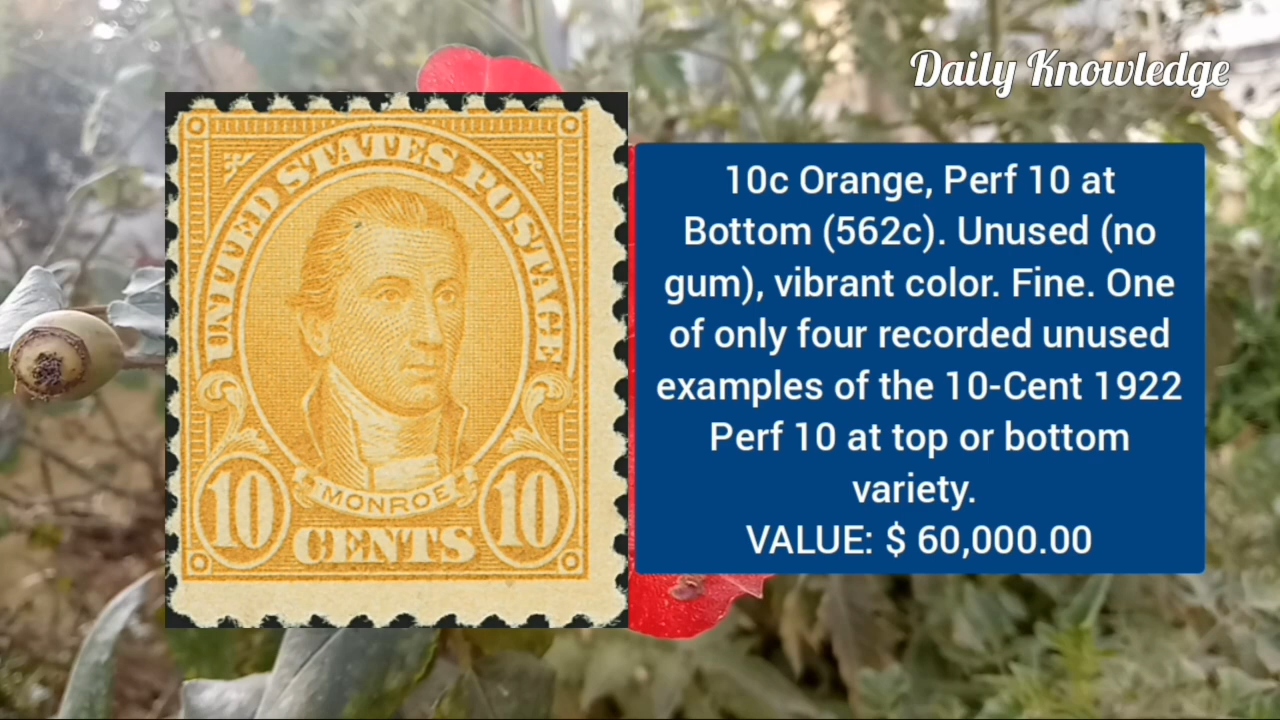 Daily Knowledge
UNITED STATES POSTAGE
MONROE
10 CENTS 10
10c Orange, Perf 10 at
Bottom (562c). Unused (no
gum), vibrant color. Fine. One
of only four recorded unused
examples of the 10-Cent 1922
Perf 10 at top or bottom
variety.
VALUE: $ 60,000.00